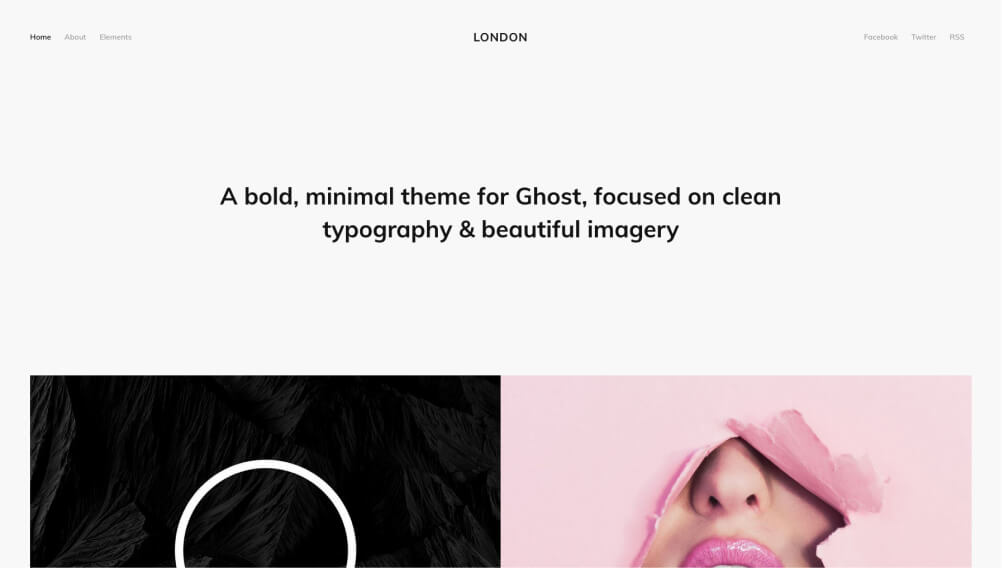 Home About Elements LONDON Facebook Twitter RSS
A bold, minimal theme for Ghost, focused on clean
typography & beautiful imagery